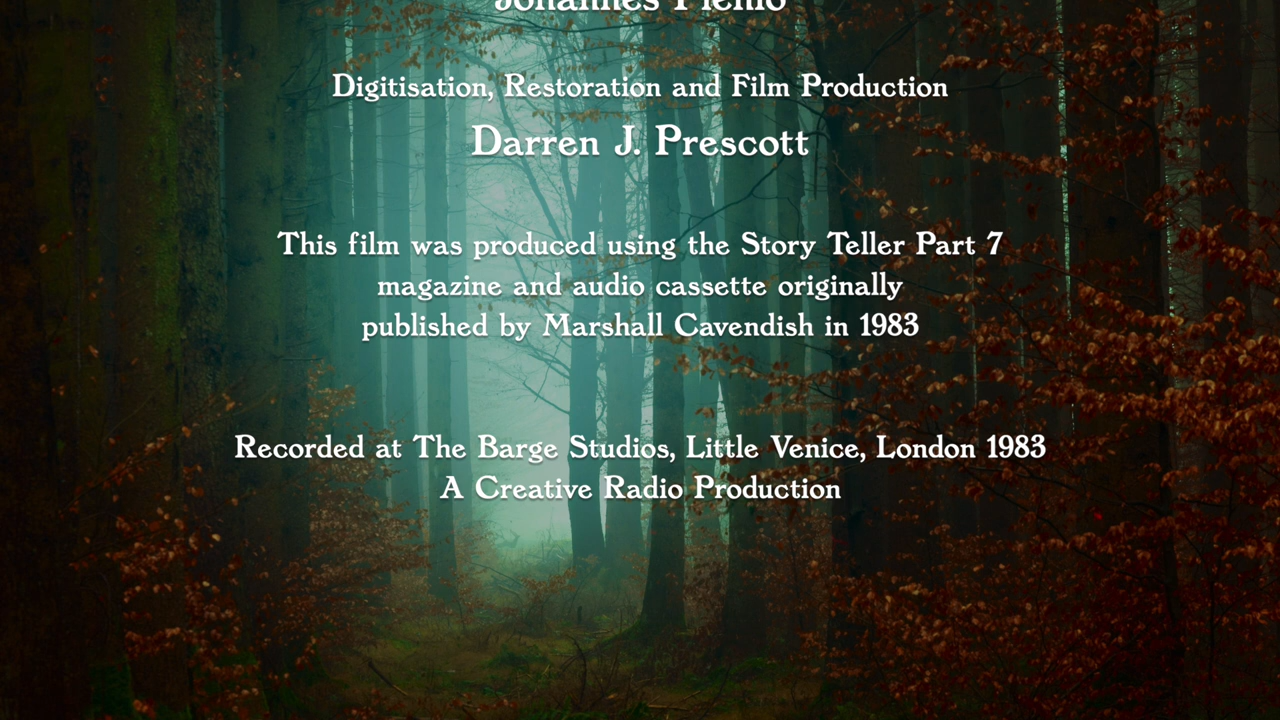 Johannes Plenio
Digitisation, Restoration and Film Production
Darren J. Prescott
This film was produced using the Story Teller Part 7
magazine and audio cassette originally
published by Marshall Cavendish in 1983
Recorded at The Barge Studios, Little Venice, London 1983
A Creative Radio Production